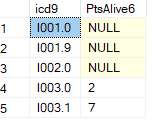 icd9 PtsAlive6
1 I001.0 NULL
2 I001.9 NULL
3 I002.0 NULL
4 I003.0 2
5 I003.1 7